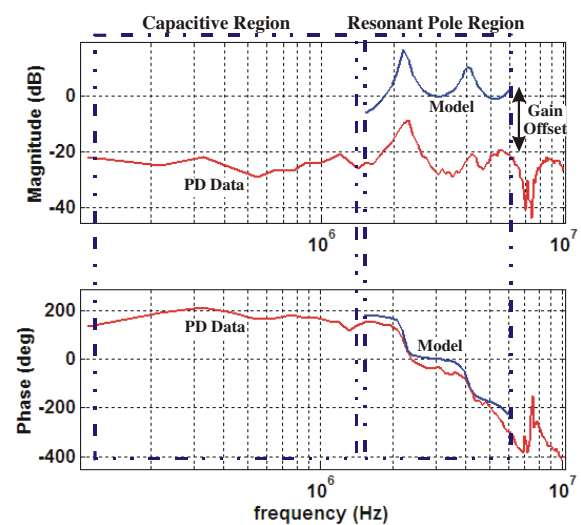 Capacitive Region Resonant Pole Region
Magnitude (dB)
0
-20
-40
Model
Gain
Offset
PD Data
10^6
10^7
Phase (deg)
200
0
-200
-400
PD Data
Model
10^6
10^7
frequency (Hz)